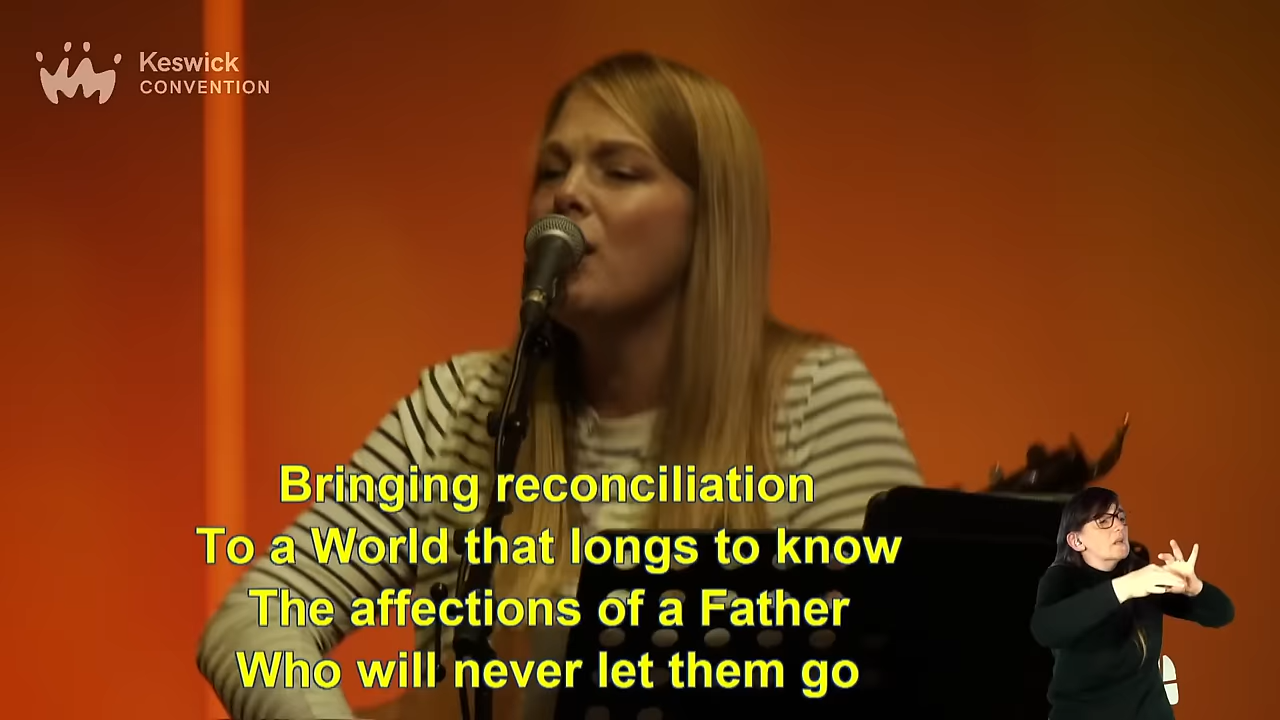 Keswick
CONVENTION
Bringing reconciliation
To a World that longs to know
The affections of a Father
Who will never let them go